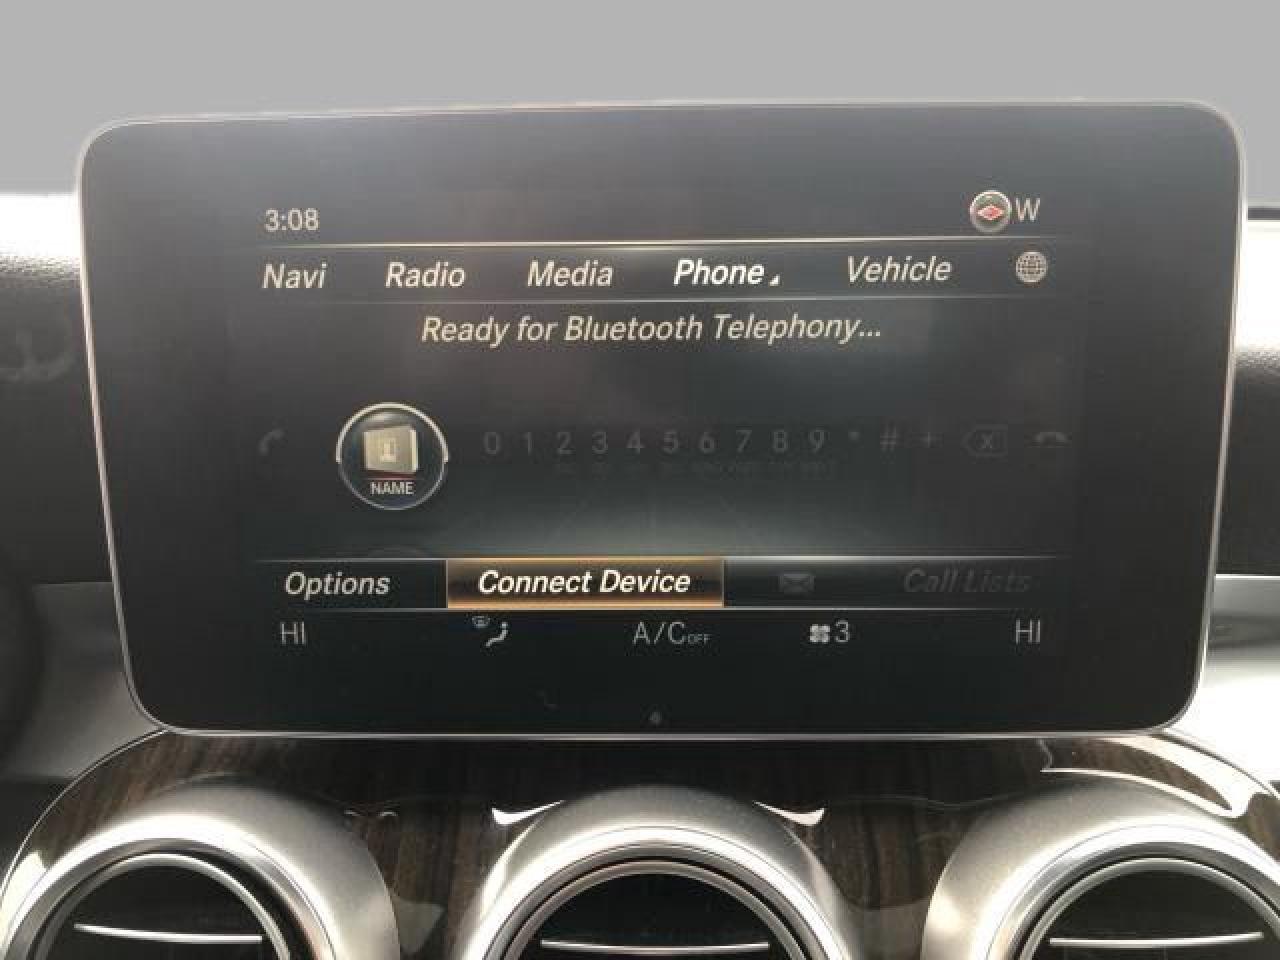 3:08 W
Navi Radio Media Phone Vehicle
Ready for Bluetooth Telephony...
NAME 0 1 2 3 4 5 6 7 8 9 * # + X
Options Connect Device Call Lists
HI A/C OFF 3 HI